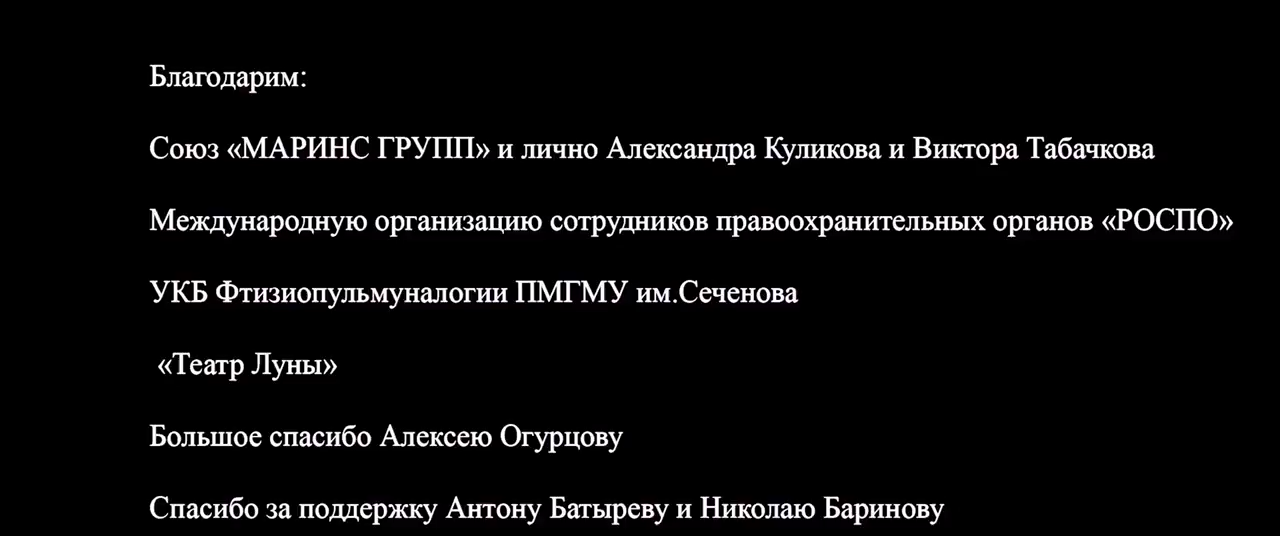 Благодарим:
Союз «МАРИНС ГРУПП» и лично Александра Куликова и Виктора Табачкова
Международную организацию сотрудников правоохранительных органов «РОСПО»
УКБ Фтизиопульмуналогии ПМГМУ им.Сеченова
«Театр Луны»
Большое спасибо Алексею Огурцову
Спасибо за поддержку Антону Батыреву и Николаю Баринову